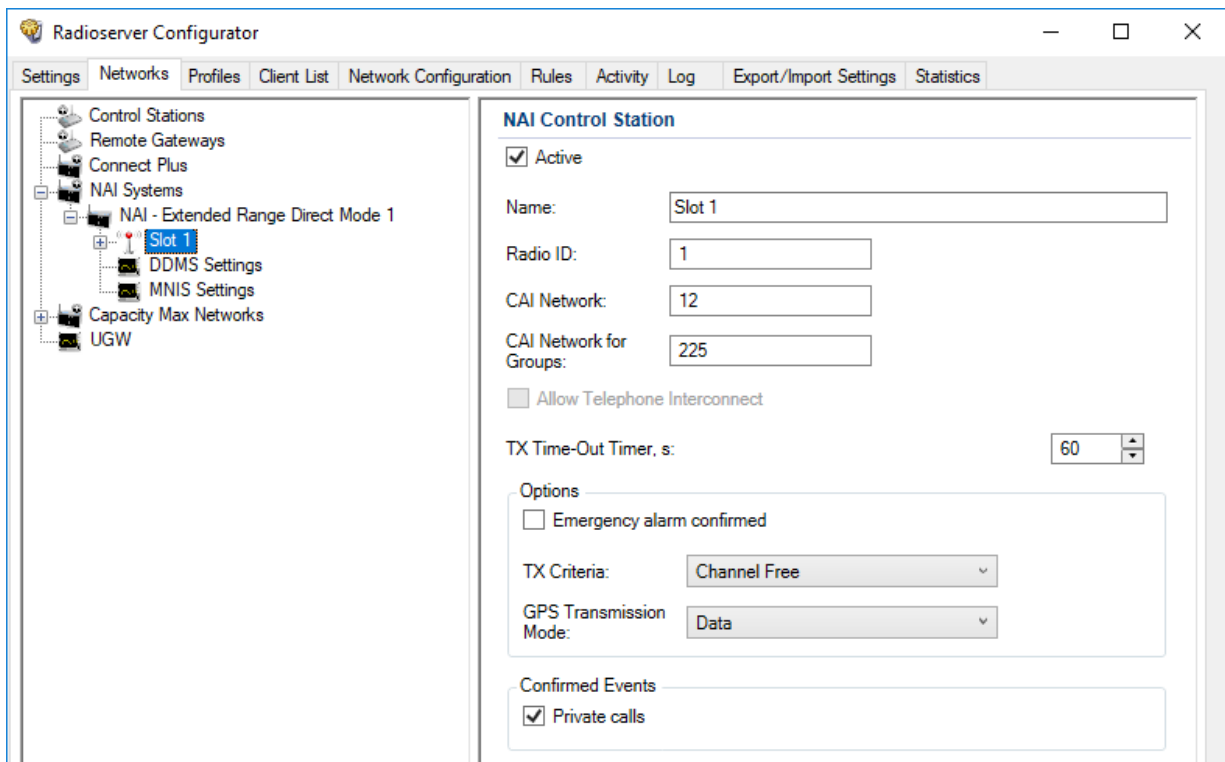 Radioserver Configurator
Settings Networks Profiles Client List Network Configuration Rules Activity Log Export/Import Settings Statistics
Control Stations
Remote Gateways
Connect Plus
NAI Systems
NAI - Extended Range Direct Mode 1
Slot 1
DDMS Settings
MNIS Settings
Capacity Max Networks
UGW
NAI Control Station
Active
Name: Slot 1
Radio ID: 1
CAI Network: 12
CAI Network for
Groups: 225
Allow Telephone Interconnect
TX Time-Out Timer, s: 60
Options
Emergency alarm confirmed
TX Criteria: Channel Free
GPS Transmission
Mode: Data
Confirmed Events
Private calls